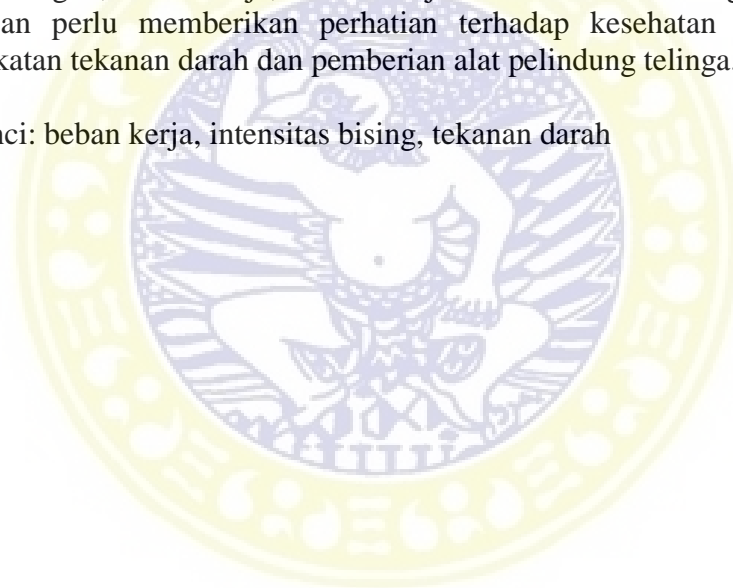 an perlu memberikan perhatian terhadap kesehatan
katan tekanan darah dan pemberian alat pelindung telinga.
ci: beban kerja, intensitas bising, tekanan darah